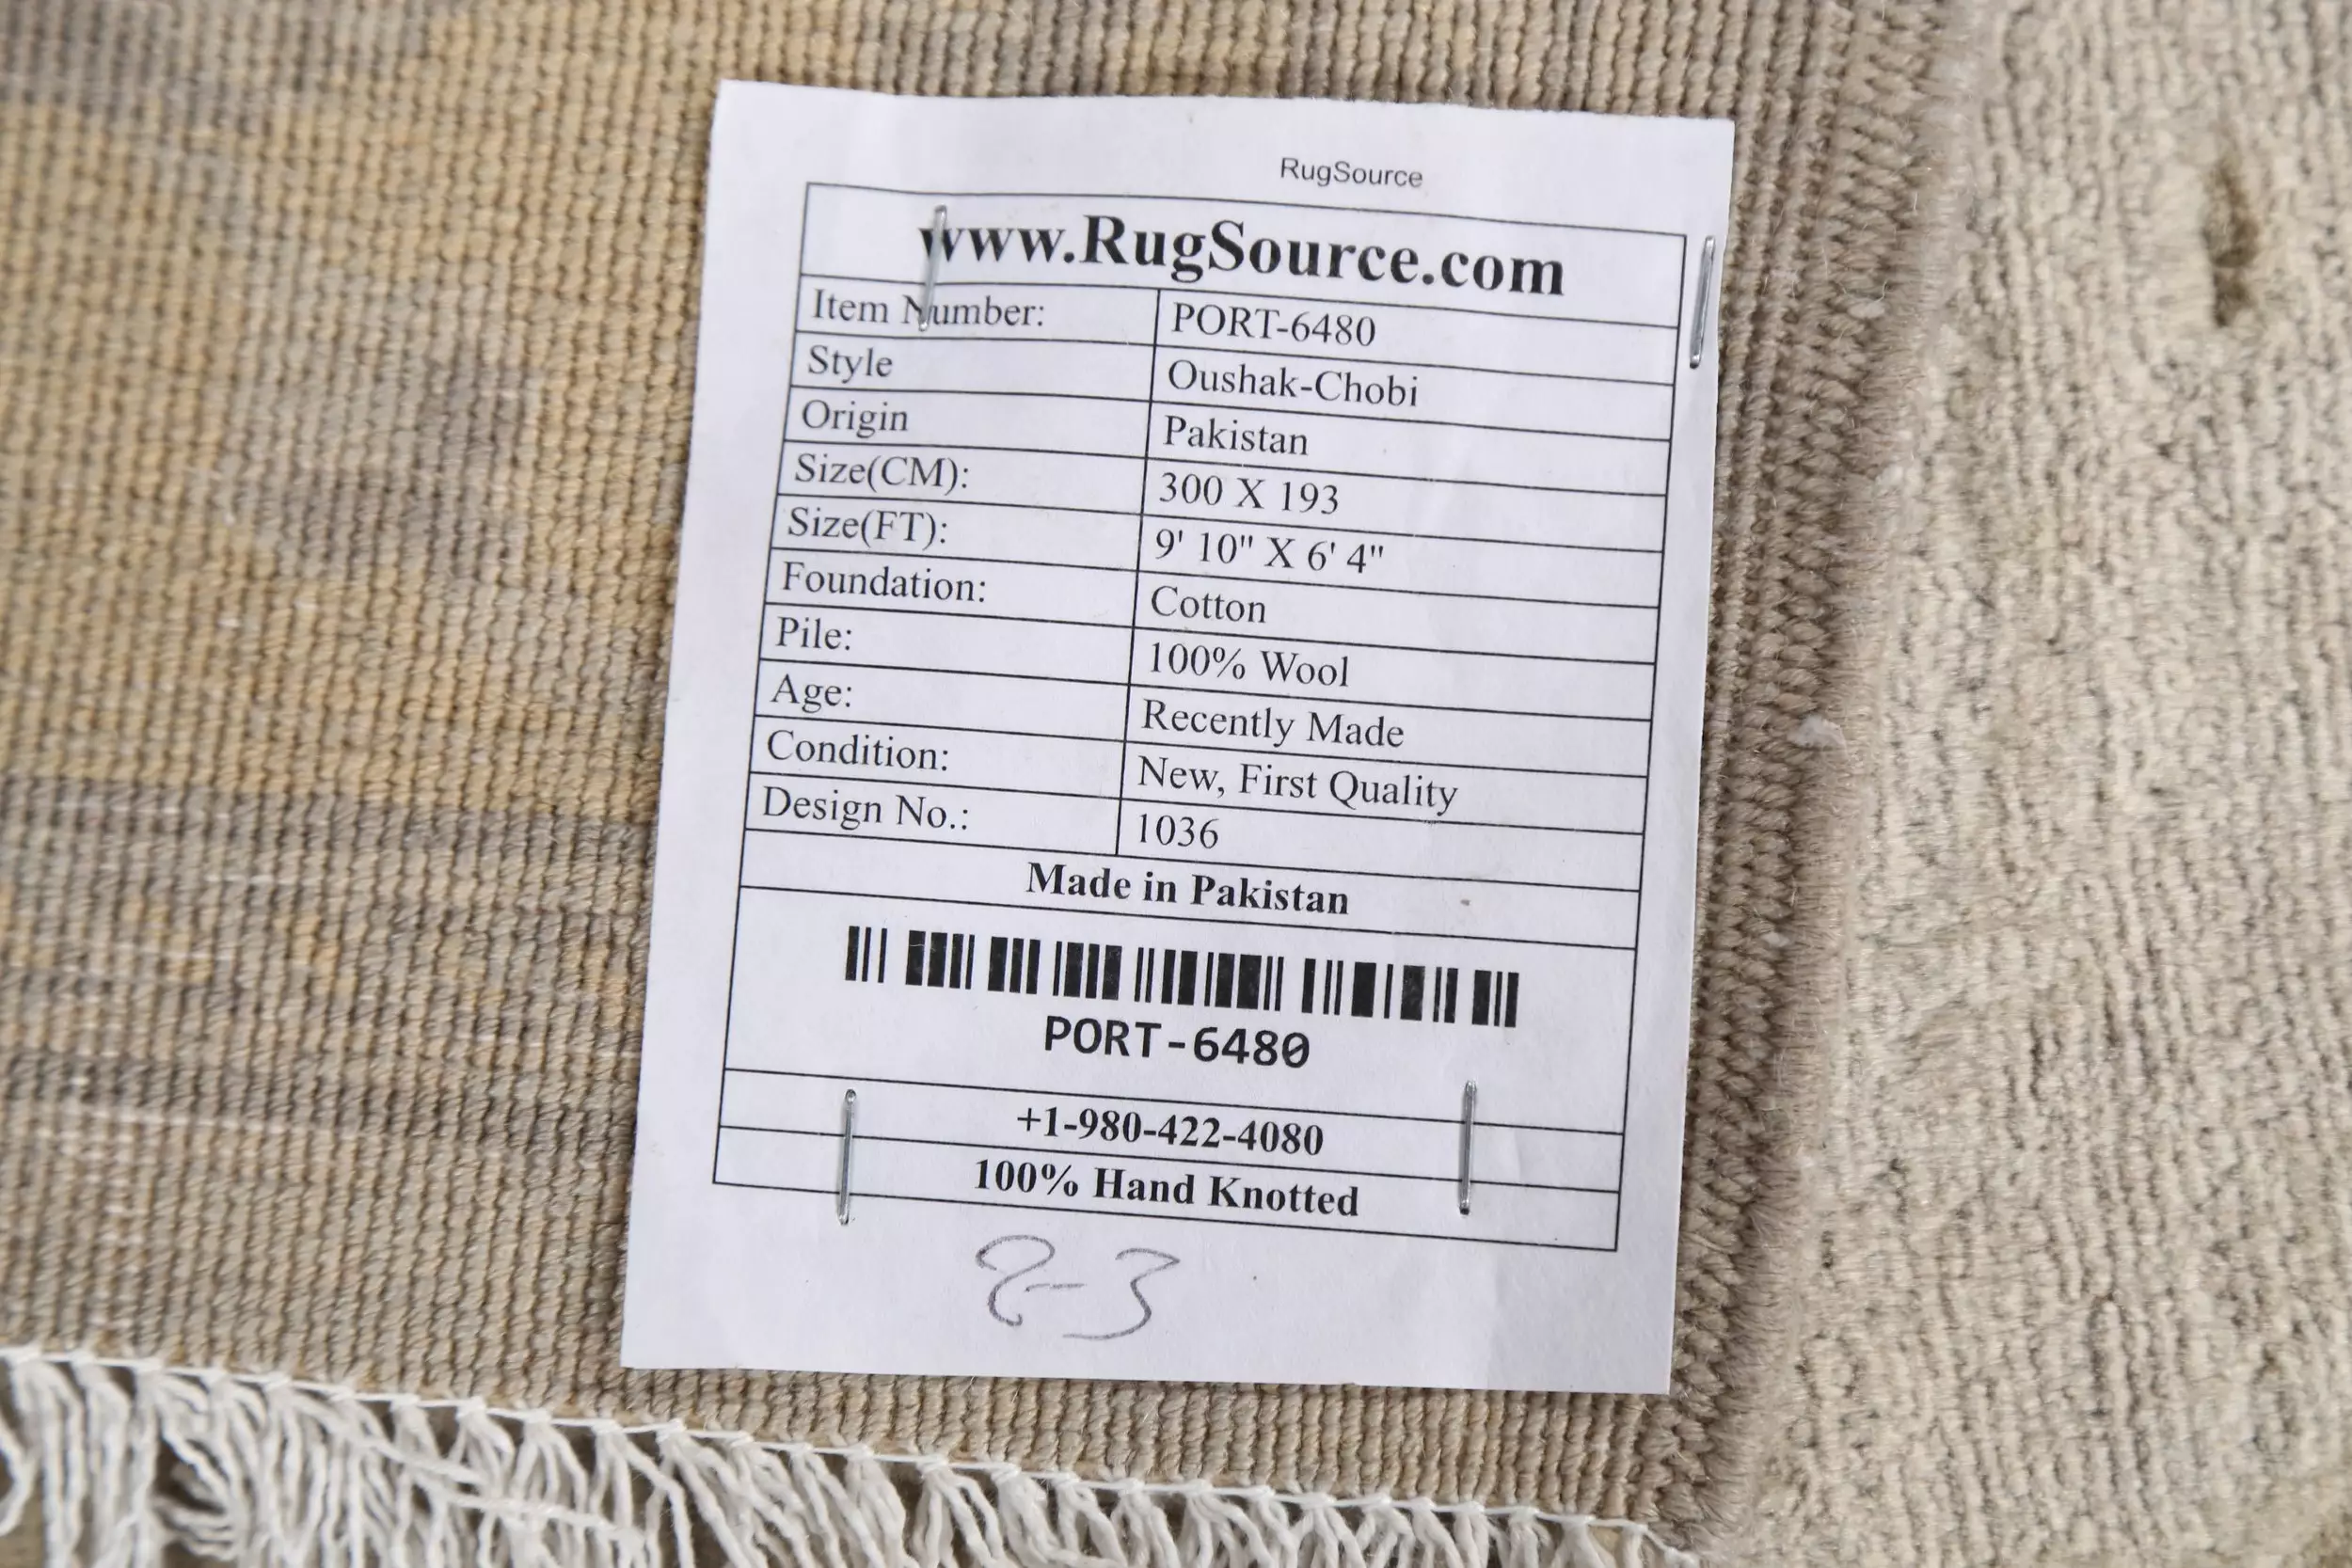 RugSource
www.RugSource.com
Item Number: PORT-6480
Style Oushak-Chobi
Origin Pakistan
Size(CM): 300 X 193
Size(FT): 9' 10" X 6' 4"
Foundation: Cotton
Pile: 100% Wool
Age: Recently Made
Condition: New, First Quality
Design No.: 1036
Made in Pakistan
PORT-6480
+1-980-422-4080
100% Hand Knotted